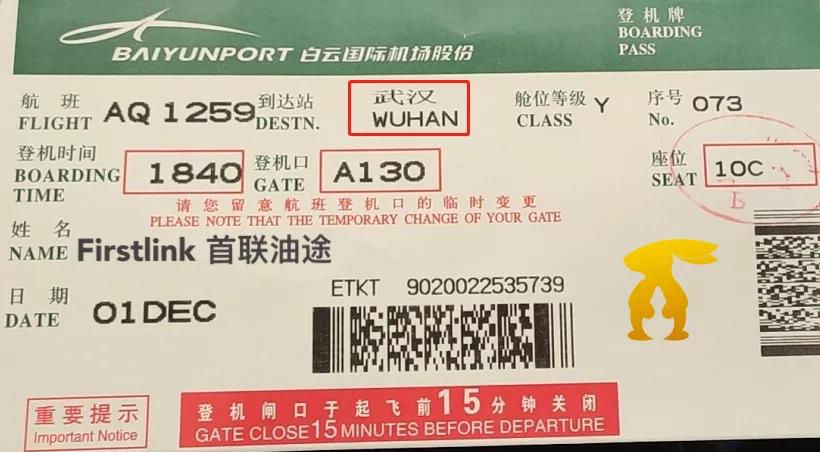 BAIYUNPORT 白云国际机场股份
登机牌
BOARDING
PASS
航班 AQ 1259 到达站 武汉 舱位等级 Y 序号 073
FLIGHT DESTN. WUHAN CLASS No.
登机时间 1840 登机口 A130 座位 10C
BOARDING GATE SEAT
TIME
请您留意航班登机口的临时变更
PLEASE NOTE THAT THE TEMPORARY CHANGE OF YOUR GATE
姓名
NAME Firstlink 首联油途
日期 ETKT 9020022535739
DATE 01DEC
重要提示 登机闸口于起飞前15分钟关闭
Important Notice GATE CLOSE15MINUTES BEFORE DEPARTURE